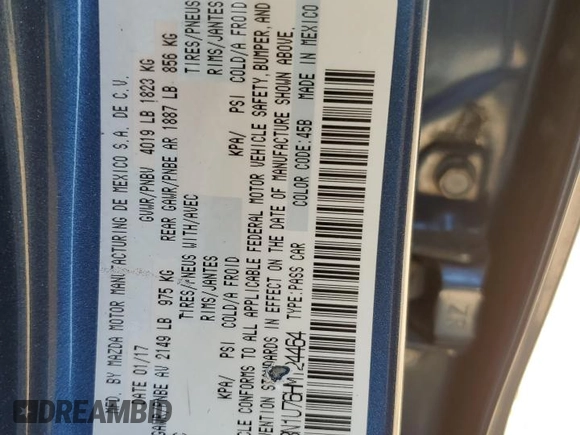 FD. BY MAZDA MOTOR MANUFACTURING DE MEXICO S.A. DE C.V.
DATE 01/17 GVWR/PNBV 4019 LB 1823 KG
GAWR/PNBE AV 2149 LB 975 KG REAR GAWR/PNBE AR 1887 LB 856 KG
TIRES/PNEUS WITH/AVEC TIRES/PNEUS
RIMS/JANTES RIMS/JANTES
KPA/ PSI COLD/A FROID KPA/ PSI COLD/A FROID
CONFORMS TO ALL APPLICABLE FEDERAL MOTOR VEHICLE SAFETY, BUMPER, AND
STANDARDS IN EFFECT ON THE DATE OF MANUFACTURE SHOWN ABOVE.
TYPE:PASS CAR COLOR CODE:45B MADE IN MEXICO
DREAMBID